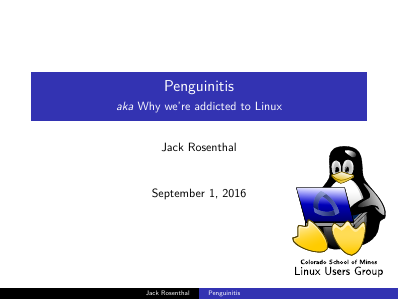 Penguinitis
aka Why we're addicted to Linux
Jack Rosenthal
September 1, 2016
Colorado School of Mines
Linux Users Group
Jack Rosenthal
Penguinitis